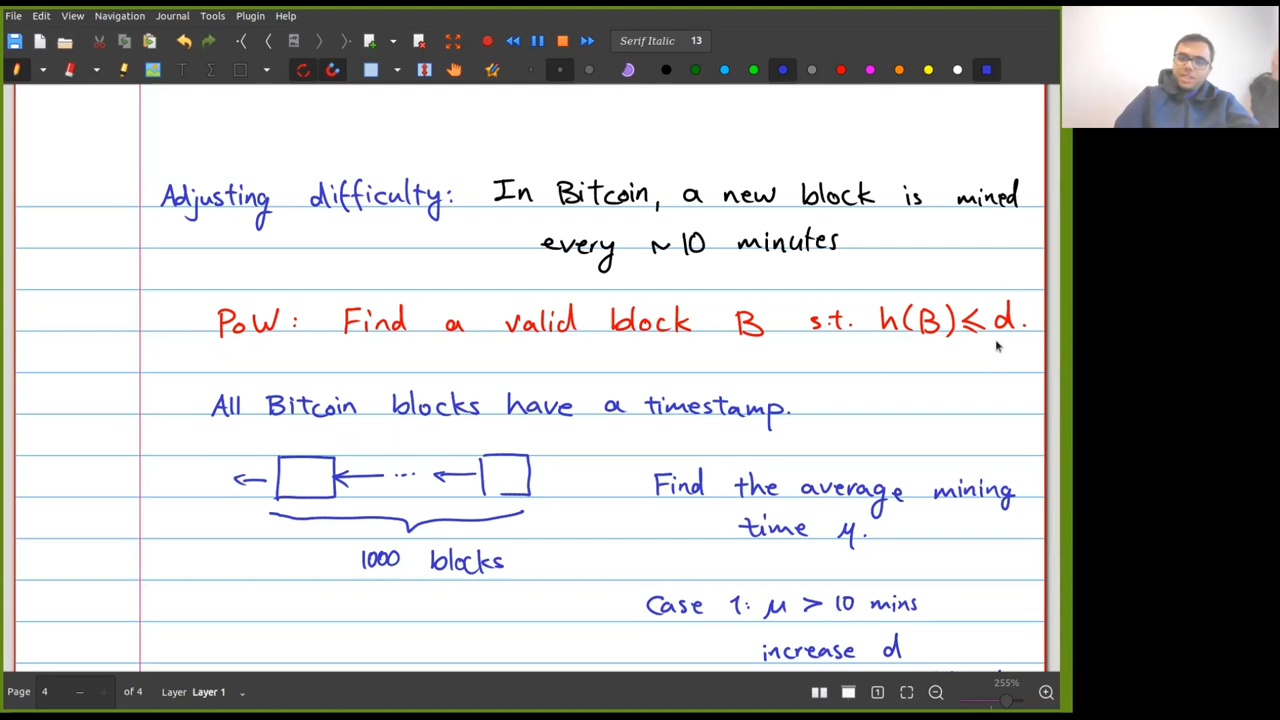 File Edit View Navigation Journal Tools Plugin Help
Serif Italic 13
Adjusting difficulty: In Bitcoin, a new block is mined
every ~10 minutes
PoW: Find a valid block B s.t. h(B) ≤ d.
All Bitcoin blocks have a timestamp.
Find the average mining
time μ.
1000 blocks
Case 1: μ > 10 mins
increase d
Page 4 of 4 Layer Layer 1 255%